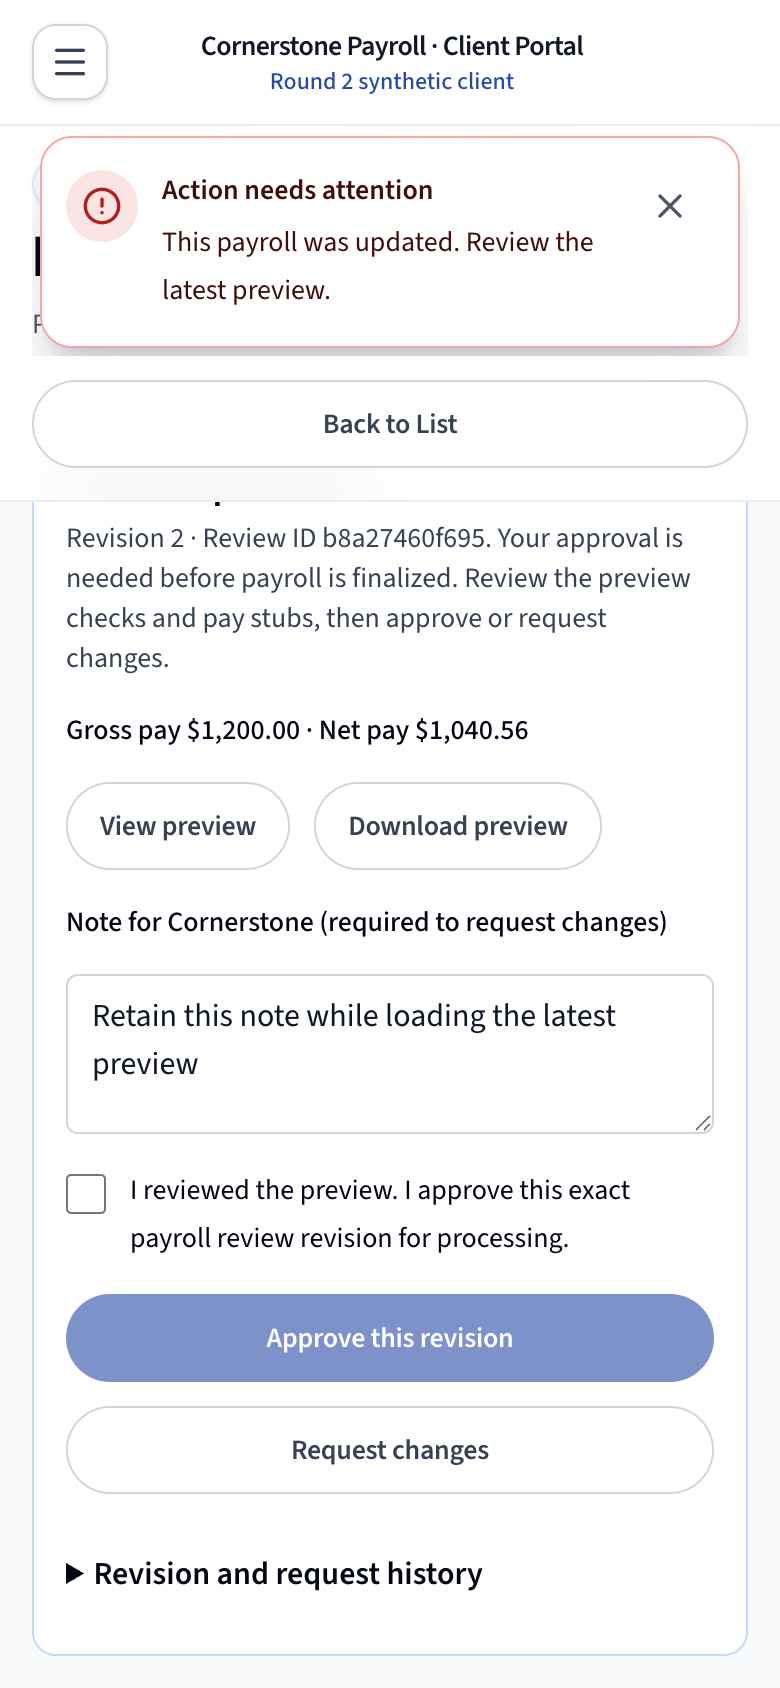 Cornerstone Payroll · Client Portal
Round 2 synthetic client
Action needs attention
This payroll was updated. Review the
latest preview.
Back to List
Revision 2 · Review ID b8a27460f695. Your approval is
needed before payroll is finalized. Review the preview
checks and pay stubs, then approve or request
changes.
Gross pay $1,200.00 · Net pay $1,040.56
View preview
Download preview
Note for Cornerstone (required to request changes)
Retain this note while loading the latest
preview
I reviewed the preview. I approve this exact
payroll review revision for processing.
Approve this revision
Request changes
Revision and request history